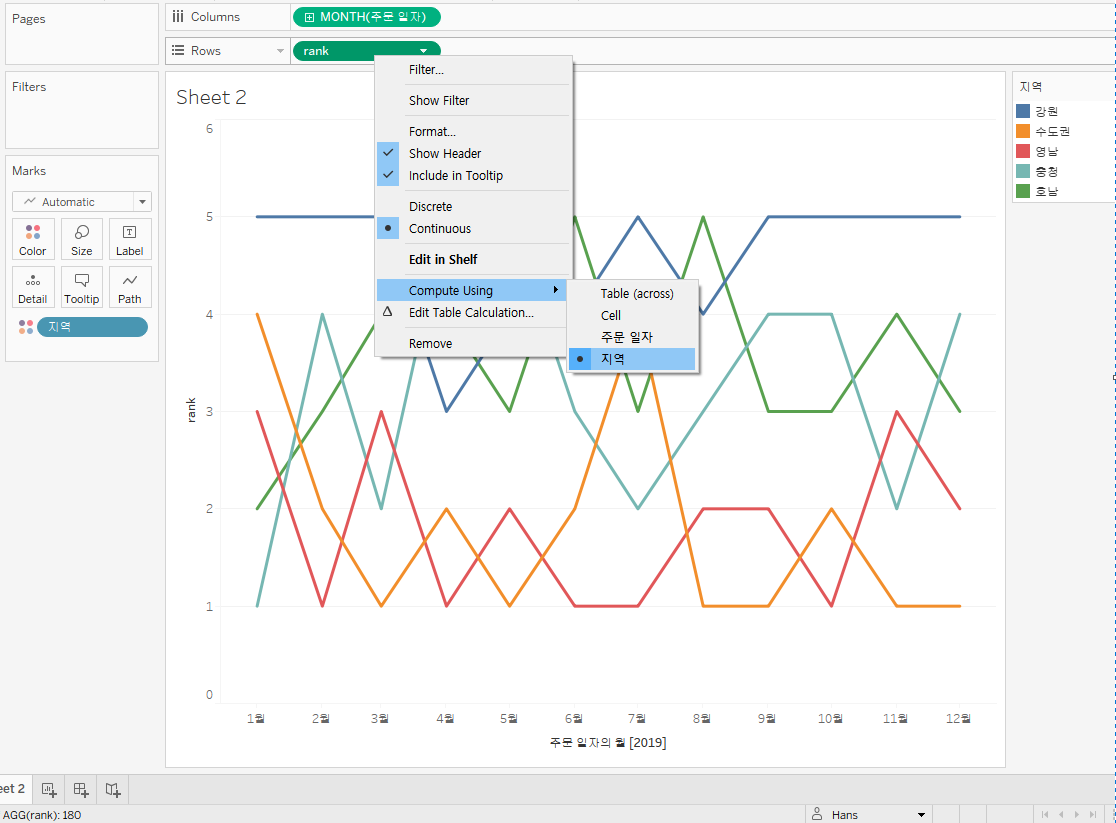 Pages
Columns
MONTH(주문 일자)
Rows
rank
Filters
Marks
Automatic
Color
Size
Label
Detail
Tooltip
Path
지역
Sheet 2
Filter...
Show Filter
Format...
Show Header
Include in Tooltip
Discrete
Continuous
Edit in Shelf
Compute Using
Edit Table Calculation...
Remove
Table (across)
Cell
주문 일자
지역
지역
강원
수도권
영남
충청
호남
rank
6
5
4
3
2
1
0
1월 2월 3월 4월 5월 6월 7월 8월 9월 10월 11월 12월
주문 일자의 월 [2019]
eet 2
AGG(rank): 180
Hans